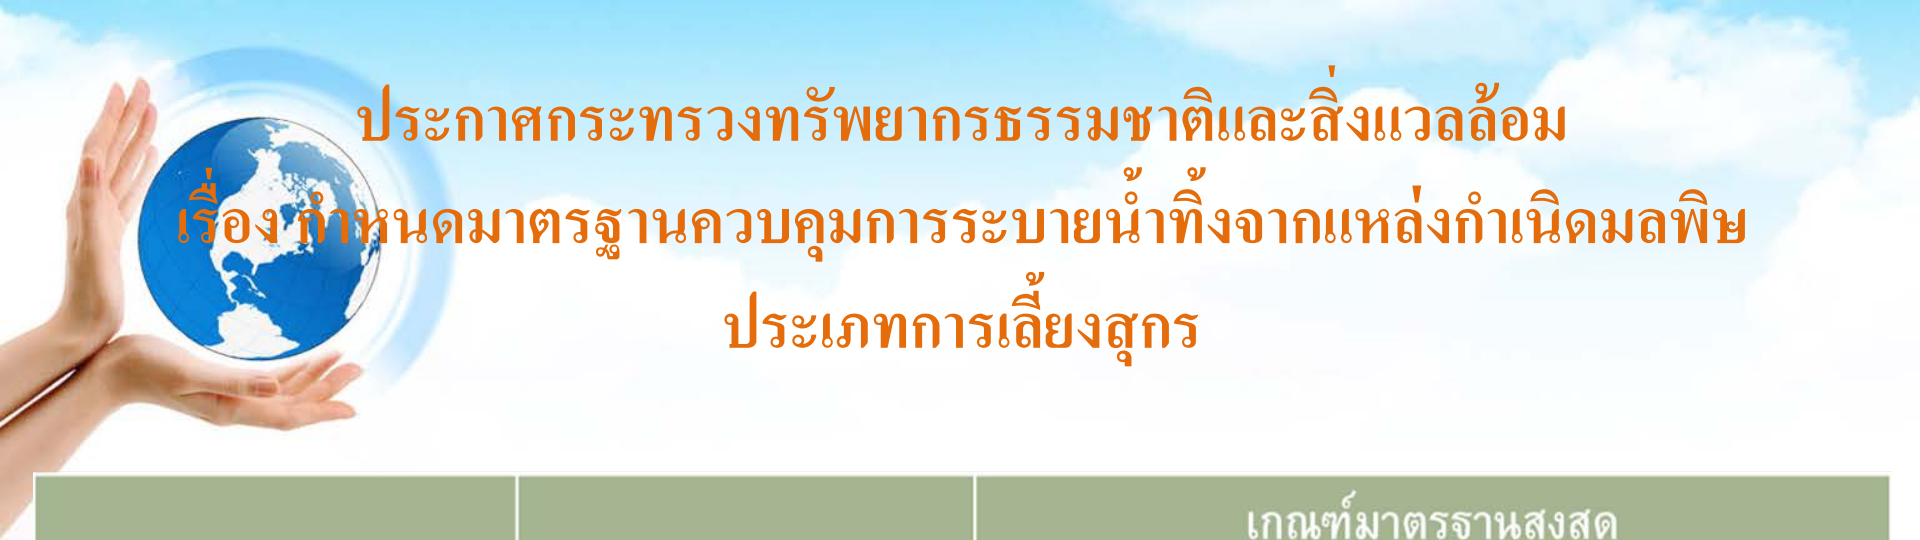 ประกาศกระทรวงทรัพยากรธรรมชาติและสิ่งแวลล้อม
เรื่อง กำหนดมาตรฐานควบคุมการระบายน้ำทิ้งจากแหล่งกำเนิดมลพิษ
ประเภทการเลี้ยงสุกร
เกณฑ์มาตรฐานสูงสุด